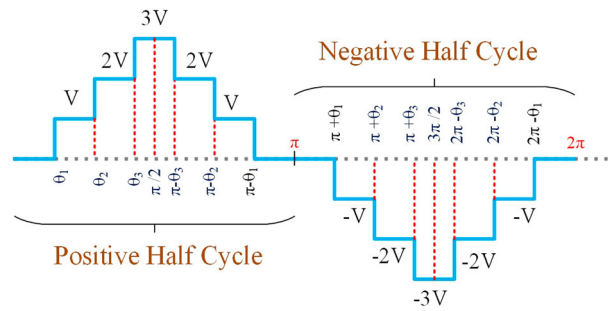 3V
2V
2V
V
V
Negative Half Cycle
θ₁
θ₂
θ₃
π/2
π-θ₃
π-θ₂
π-θ₁
π
π+θ₁
π+θ₂
π+θ₃
3π/2
2π-θ₃
2π-θ₂
2π-θ₁
2π
Positive Half Cycle
-V
-V
-2V
-2V
-3V